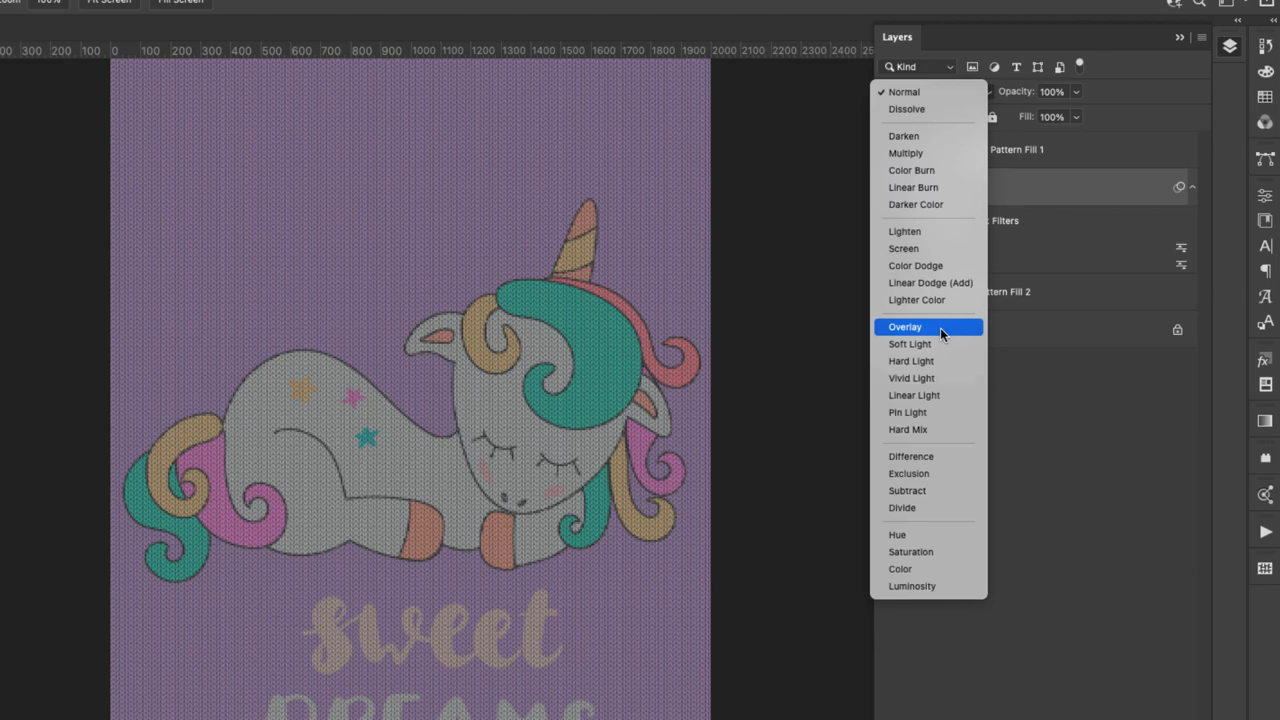 100%
Fit Screen
Fill Screen
300 200 100 0 100 200 300 400 500 600 700 800 900 1000 1100 1200 1300 1400 1500 1600 1700 1800 1900 2000 2100 2200 2300 2400
Layers
Kind
Normal
Opacity: 100%
Dissolve
Fill: 100%
Darken
Multiply
Pattern Fill 1
Color Burn
Linear Burn
Darker Color
Filters
Lighten
Screen
Color Dodge
Linear Dodge (Add)
Fill 2
Lighter Color
Overlay
Soft Light
Hard Light
Vivid Light
Linear Light
Pin Light
Hard Mix
Difference
Exclusion
Subtract
Divide
Hue
Saturation
Color
Luminosity
sweet
DREAMS